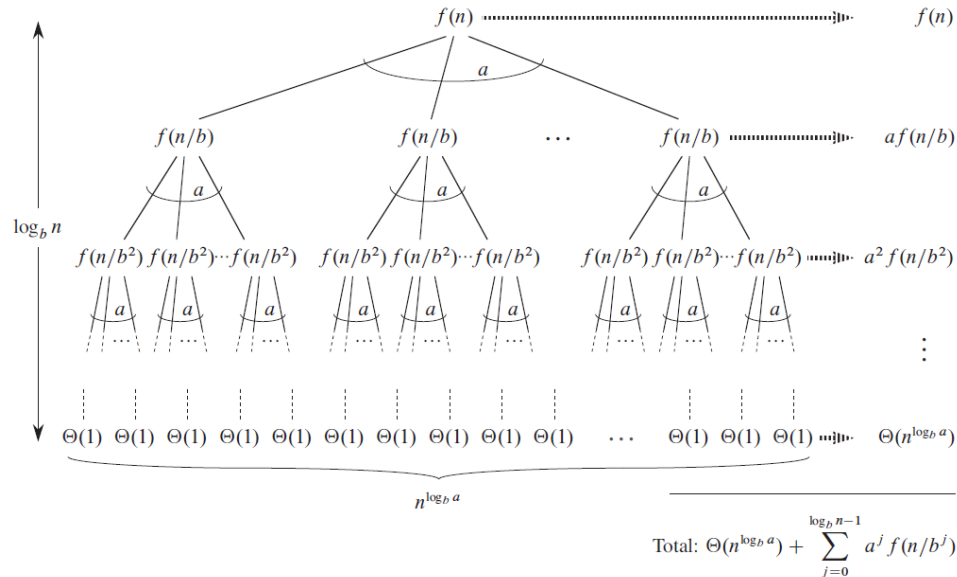 f(n) f(n)
a
f(n/b) f(n/b) ··· f(n/b) af(n/b)
a a a
log_b n
f(n/b²) f(n/b²)···f(n/b²) f(n/b²) f(n/b²)···f(n/b²) f(n/b²) f(n/b²)···f(n/b²) a² f(n/b²)
a a a a a a a a a
··· ··· ··· ··· ··· ··· ··· ··· ··· ⋮
Θ(1) Θ(1) Θ(1) Θ(1) Θ(1) Θ(1) Θ(1) Θ(1) Θ(1) Θ(1) ··· Θ(1) Θ(1) Θ(1) Θ(n^{log_b a})
n^{log_b a}
Total: Θ(n^{log_b a}) + ∑_{j=0}^{log_b n−1} a^j f(n/b^j)